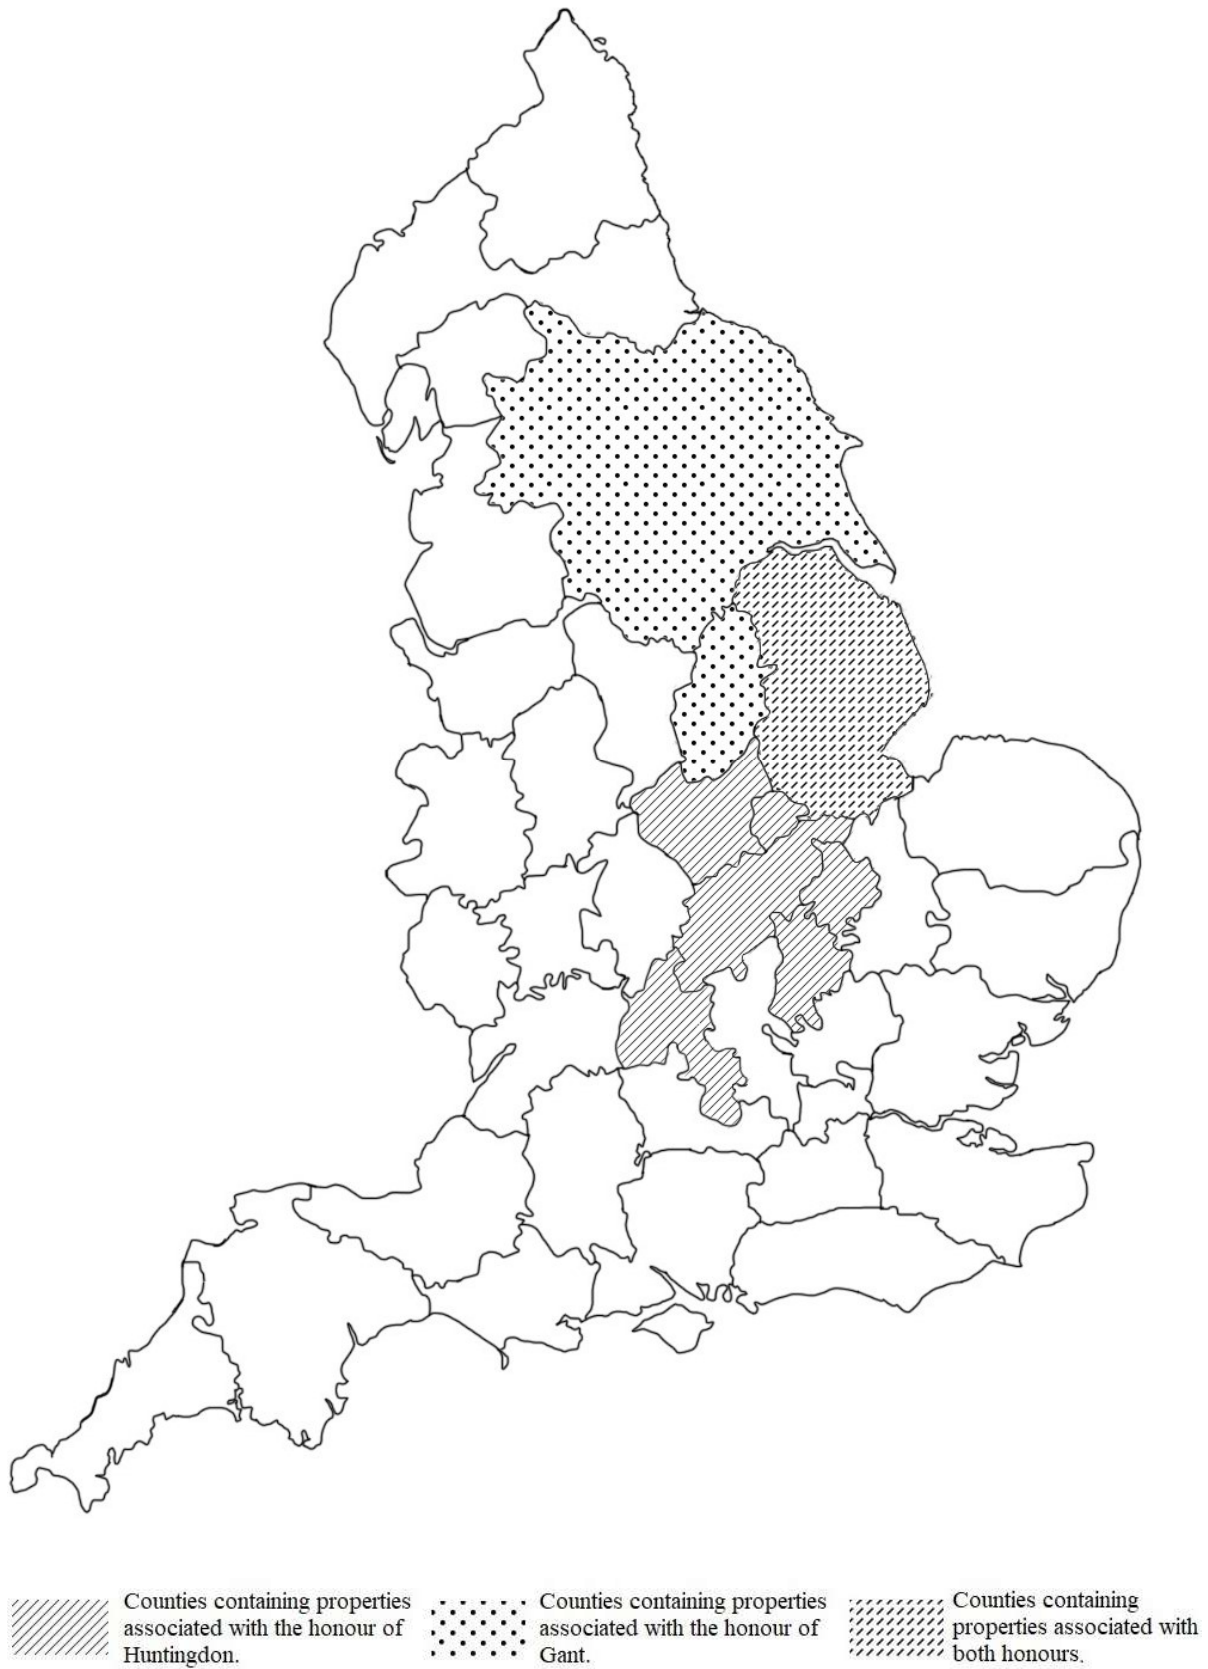 Counties containing properties
associated with the honour of
Huntingdon.
Counties containing properties
associated with the honour of
Gant.
Counties containing
properties associated with
both honours.